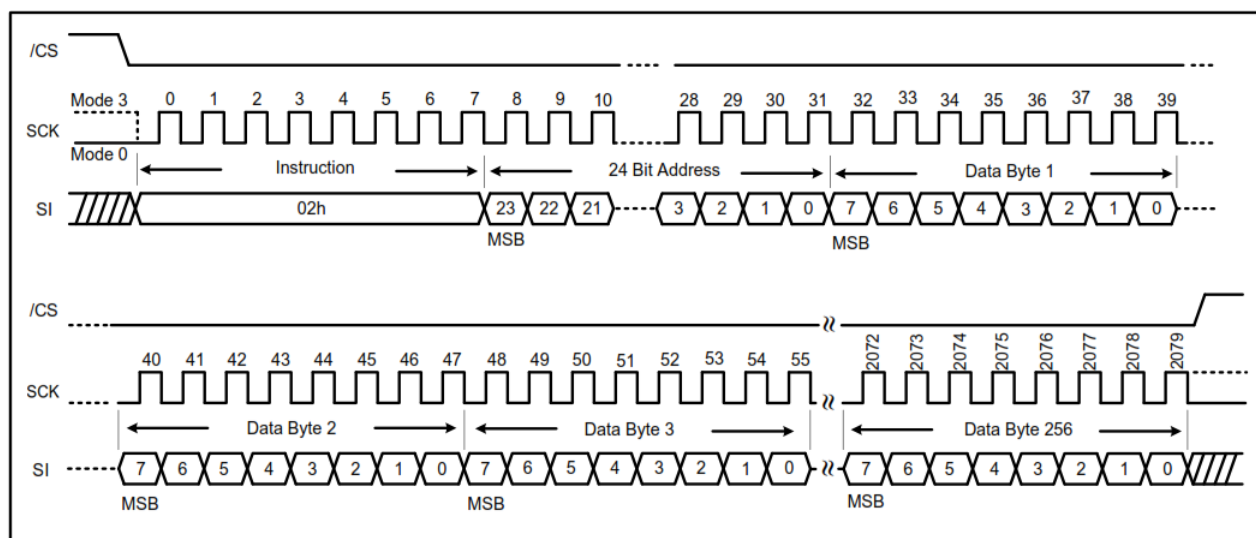 /CS
Mode 3 0 1 2 3 4 5 6 7 8 9 10 28 29 30 31 32 33 34 35 36 37 38 39
SCK
Mode 0
Instruction 24 Bit Address Data Byte 1
SI 02h 23 22 21 3 2 1 0 7 6 5 4 3 2 1 0
MSB MSB
/CS
40 41 42 43 44 45 46 47 48 49 50 51 52 53 54 55 2072 2073 2074 2075 2076 2077 2078 2079
SCK
Data Byte 2 Data Byte 3 Data Byte 256
SI 7 6 5 4 3 2 1 0 7 6 5 4 3 2 1 0 7 6 5 4 3 2 1 0
MSB MSB MSB